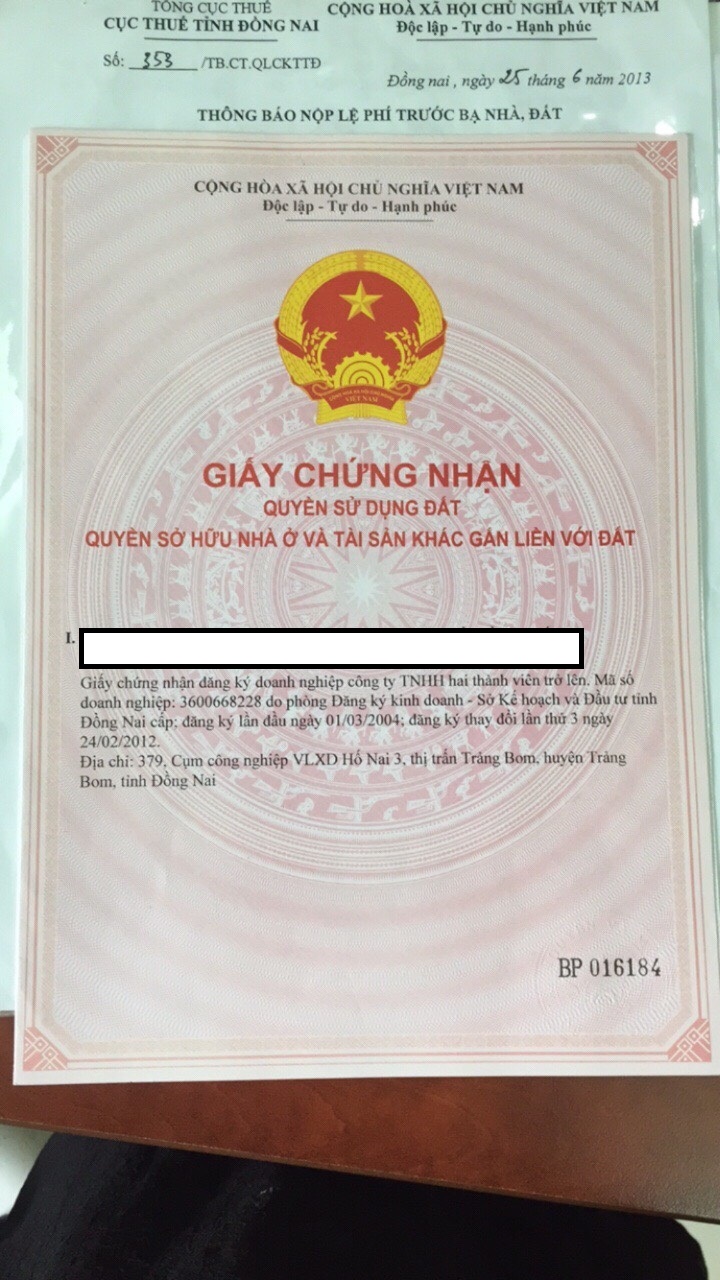 TỔNG CỤC THUẾ
CỘNG HOÀ XÃ HỘI CHỦ NGHĨA VIỆT NAM
CỤC THUẾ TỈNH ĐỒNG NAI
Độc lập - Tự do - Hạnh phúc
Số: 353 /TB.CT.QLCKTTĐ
Đồng nai , ngày 25 tháng 6 năm 2013
THÔNG BÁO NỘP LỆ PHÍ TRƯỚC BẠ NHÀ, ĐẤT
CỘNG HÒA XÃ HỘI CHỦ NGHĨA VIỆT NAM
Độc lập - Tự do - Hạnh phúc
VIỆT NAM
GIẤY CHỨNG NHẬN
QUYỀN SỬ DỤNG ĐẤT
QUYỀN SỞ HỮU NHÀ Ở VÀ TÀI SẢN KHÁC GẮN LIỀN VỚI ĐẤT
I.
Giấy chứng nhận đăng ký doanh nghiệp công ty TNHH hai thành viên trở lên. Mã số
doanh nghiệp: 3600668228 do phòng Đăng ký kinh doanh - Sở Kế hoạch và Đầu tư tỉnh
Đồng Nai cấp: đăng ký lần đầu ngày 01/03/2004; đăng ký thay đổi lần thứ 3 ngày
24/02/2012.
Địa chỉ: 379, Cụm công nghiệp VLXD Hố Nai 3, thị trấn Trảng Bom, huyện Trảng
Bom, tỉnh Đồng Nai
BP 016184